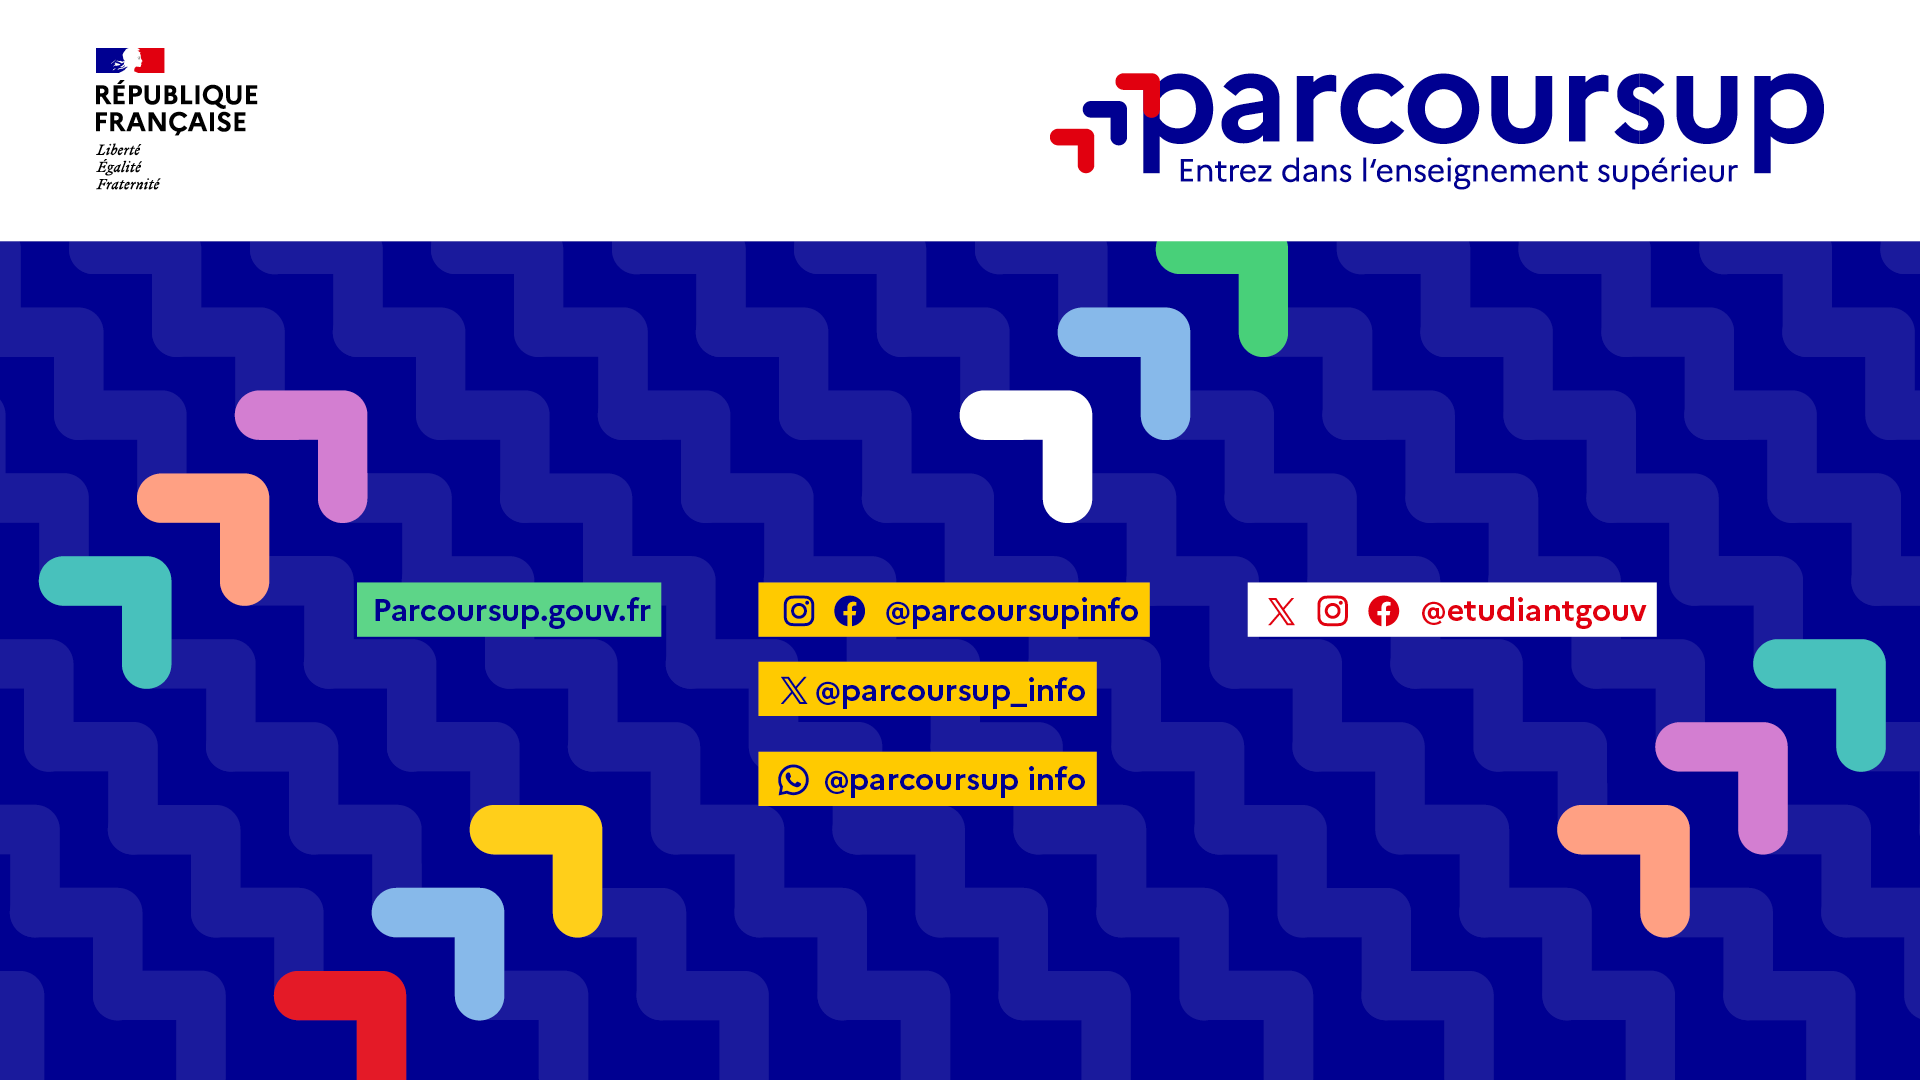 RÉPUBLIQUE
FRANÇAISE
Liberté
Égalité
Fraternité
parcoursup
Entrez dans l’enseignement supérieur
Parcoursup.gouv.fr
@parcoursupinfo
@etudiantgouv
@parcoursup_info
@parcoursup info